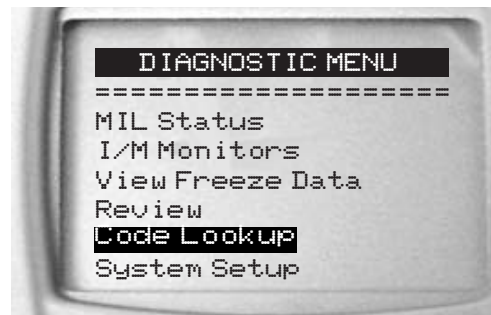 DIAGNOSTIC MENU
====================
MIL Status
I/M Monitors
View Freeze Data
Review
Code Lookup
System Setup